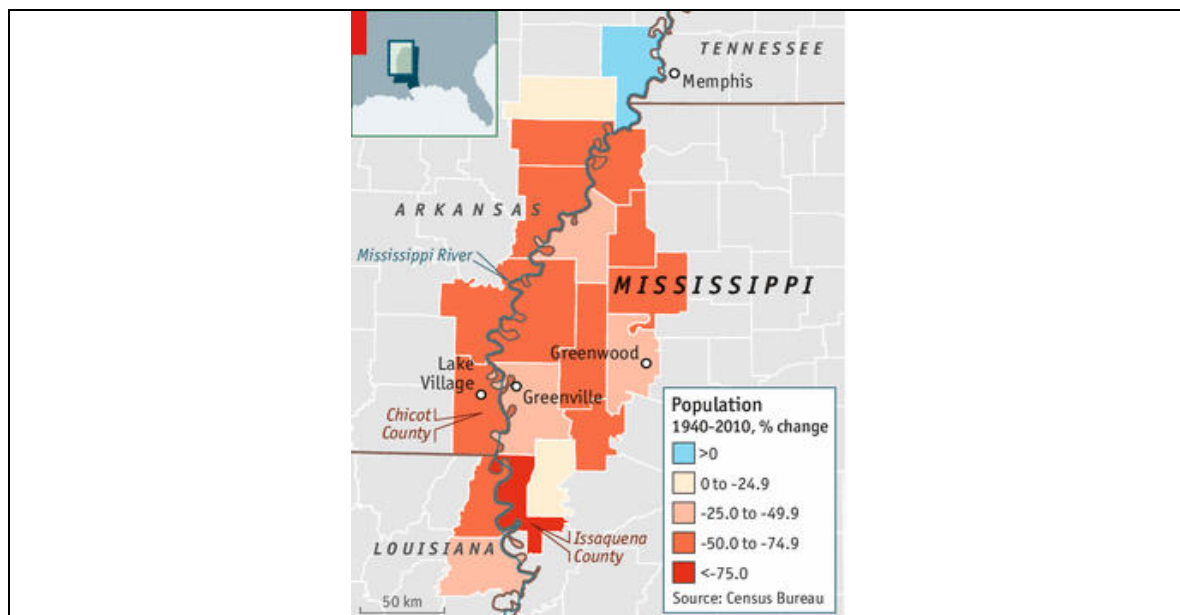 TENNESSEE
Memphis
ARKANSAS
Mississippi River
MISSISSIPPI
Greenwood
Lake
Village
Greenville
Chicot
County
Population
1940-2010, % change
>0
0 to -24.9
-25.0 to -49.9
-50.0 to -74.9
<-75.0
Source: Census Bureau
Issaquena
County
LOUISIANA
50 km